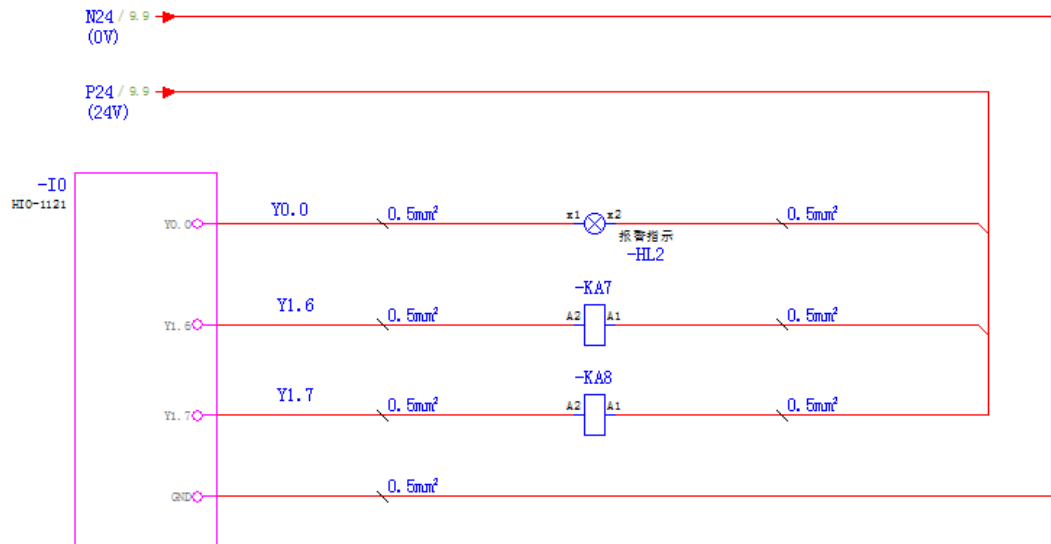 N24 / 9.9
(0V)
P24 / 9.9
(24V)
-IO
HIO-1121
Y0.0 Y0.0 0.5mm² x1 x2 0.5mm²
报警指示
-HL2
-KA7
Y1.6 Y1.6 0.5mm² A2 A1 0.5mm²
-KA8
Y1.7 Y1.7 0.5mm² A2 A1 0.5mm²
GND 0.5mm²